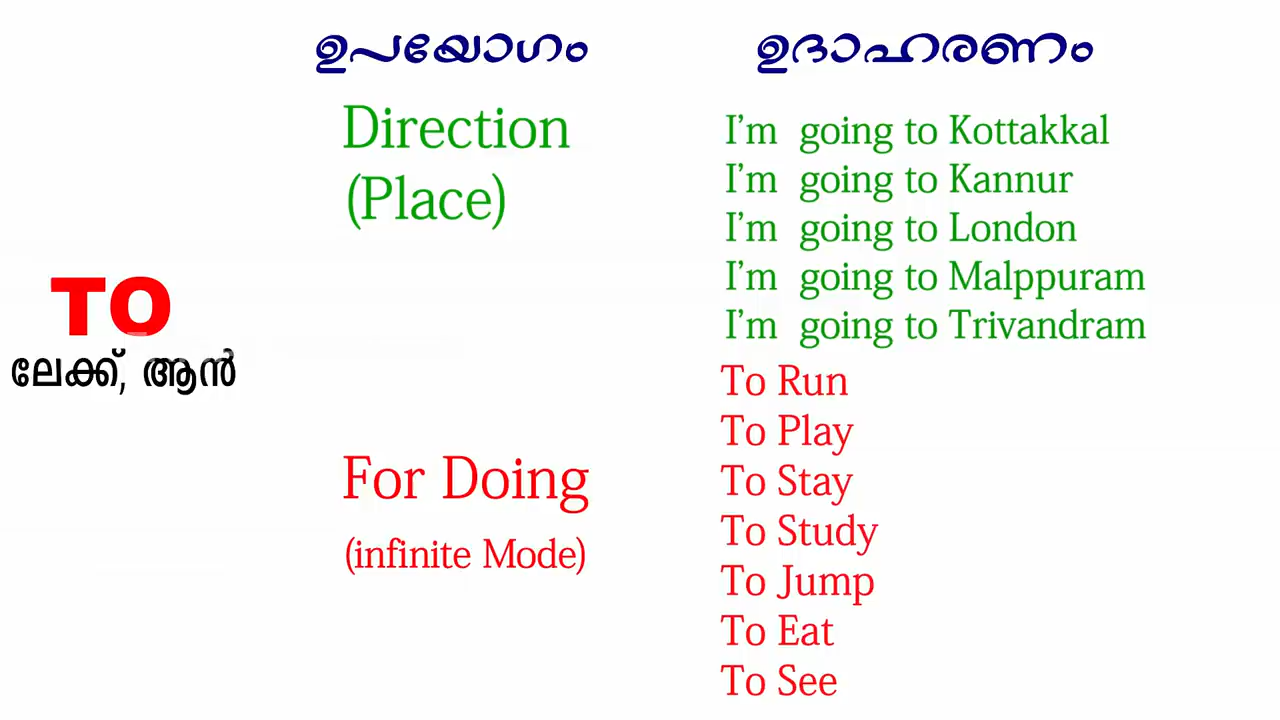 ഉപയോഗം
ഉദാഹരണം
TO
ലേക്ക്, ആൻ
Direction
(Place)
I’m going to Kottakkal
I’m going to Kannur
I’m going to London
I’m going to Malppuram
I’m going to Trivandram
For Doing
(infinite Mode)
To Run
To Play
To Stay
To Study
To Jump
To Eat
To See